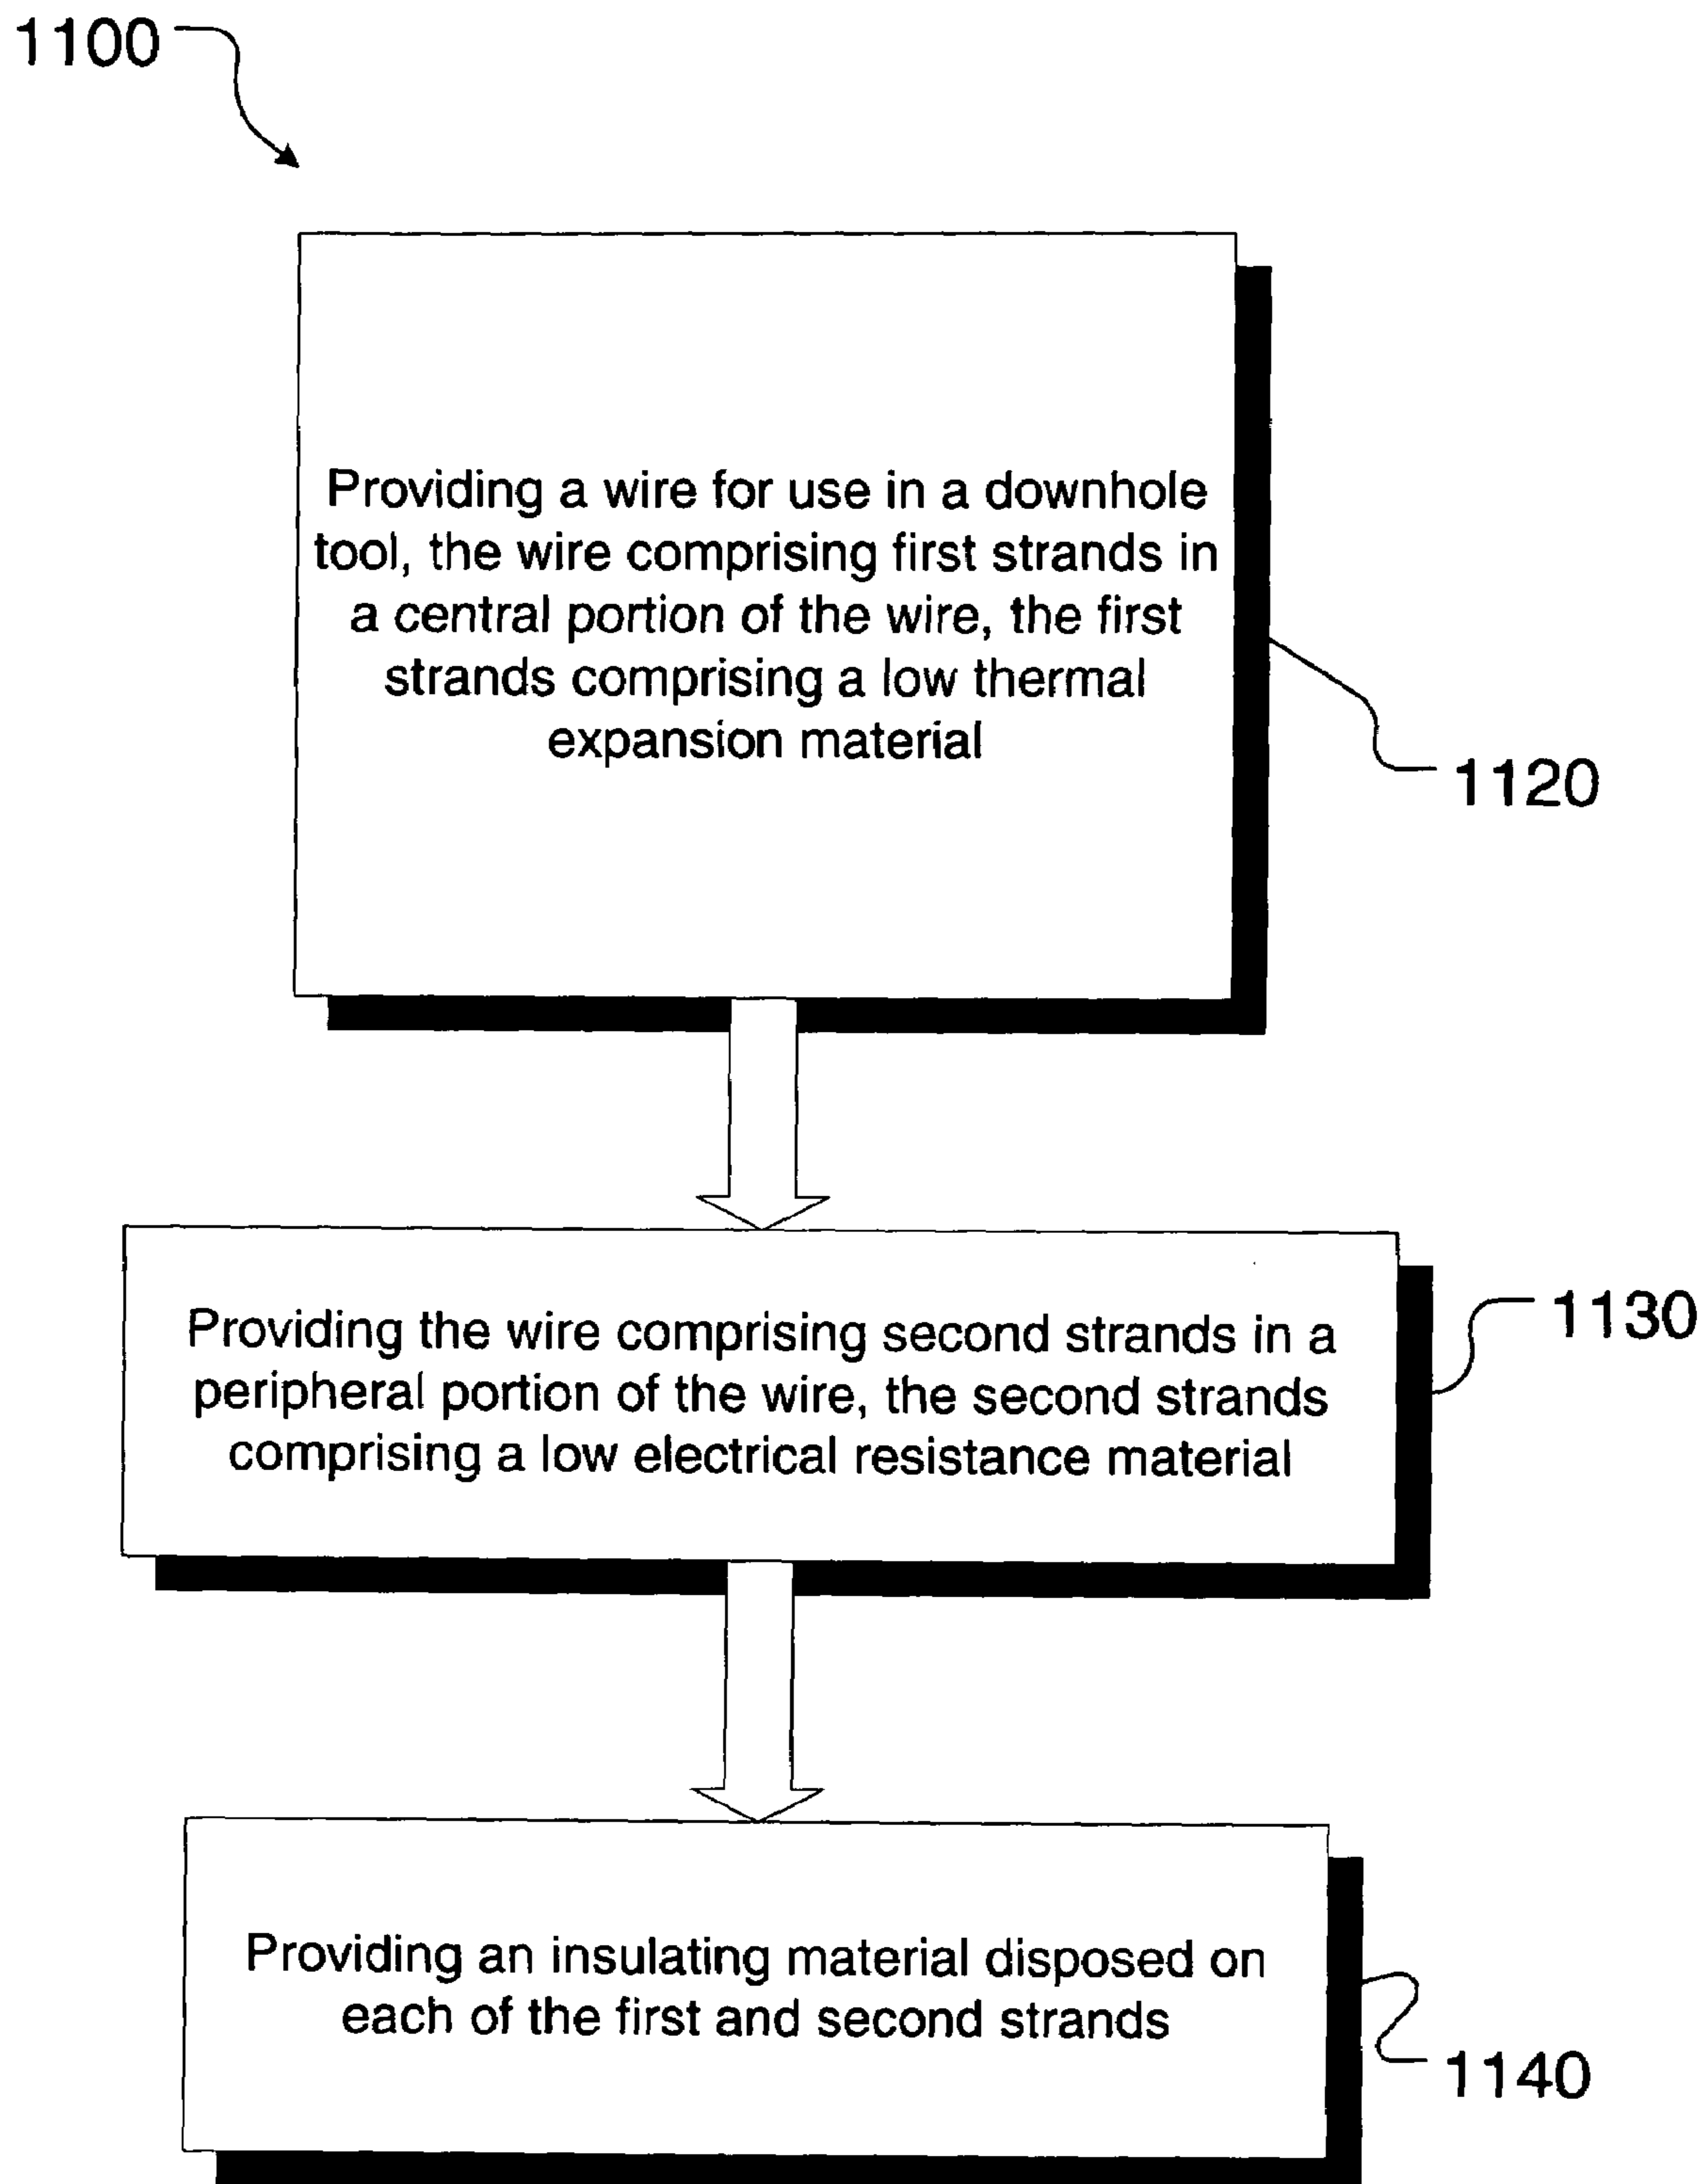 1100
Providing a wire for use in a downhole
tool, the wire comprising first strands in
a central portion of the wire, the first
strands comprising a low thermal
expansion material
1120
Providing the wire comprising second strands in a
peripheral portion of the wire, the second strands
comprising a low electrical resistance material
1130
Providing an insulating material disposed on
each of the first and second strands
1140